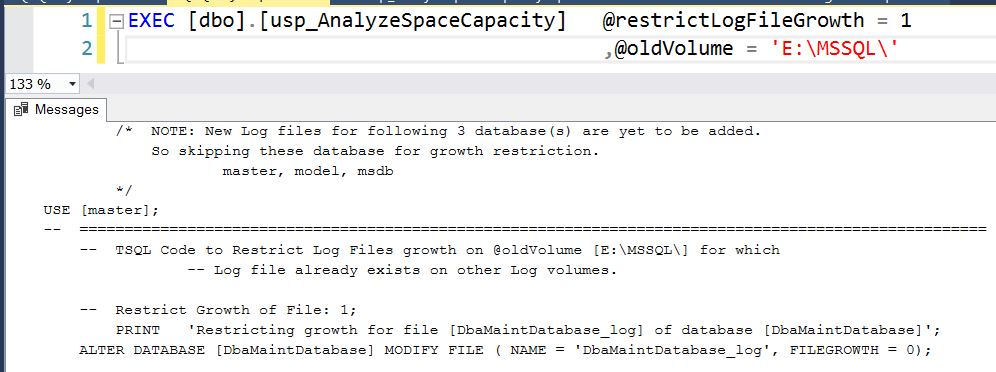 1 EXEC [dbo].[usp_AnalyzeSpaceCapacity] @restrictLogFileGrowth = 1
2 ,@oldVolume = 'E:\MSSQL\'
133 %
Messages
/* NOTE: New Log files for following 3 database(s) are yet to be added.
So skipping these database for growth restriction.
master, model, msdb
*/
USE [master];
-- ====================================================================================================
-- TSQL Code to Restrict Log Files growth on @oldVolume [E:\MSSQL\] for which
-- Log file already exists on other Log volumes.
-- Restrict Growth of File: 1;
PRINT 'Restricting growth for file [DbaMaintDatabase_log] of database [DbaMaintDatabase]';
ALTER DATABASE [DbaMaintDatabase] MODIFY FILE ( NAME = 'DbaMaintDatabase_log', FILEGROWTH = 0);